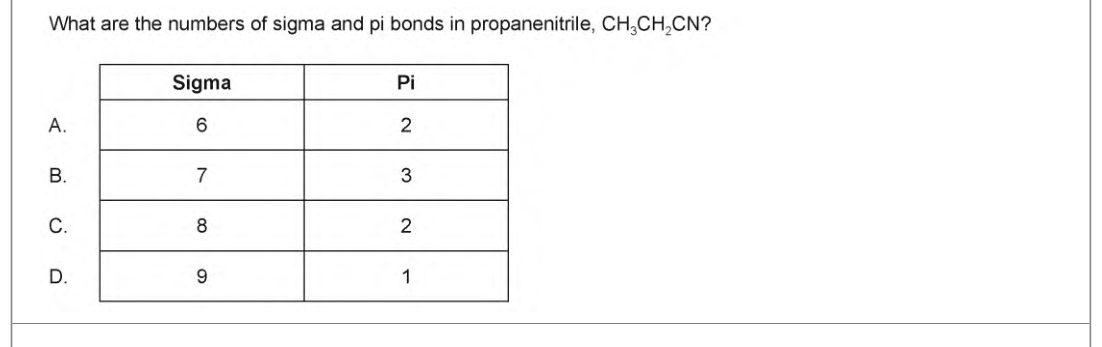 What are the numbers of sigma and pi bonds in propanenitrile, CH₃CH₂CN?
Sigma Pi
A. 6 2
B. 7 3
C. 8 2
D. 9 1